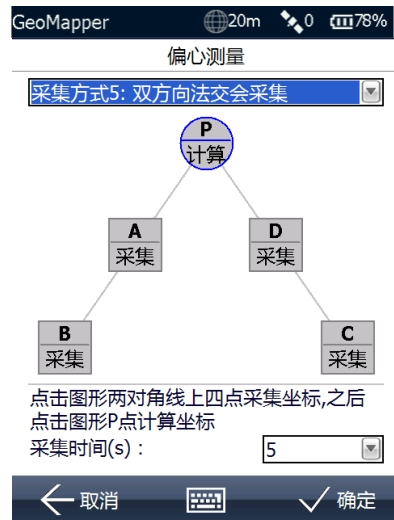 GeoMapper 20m 0 78%
偏心测量
采集方式5: 双方向法交会采集
P
计算
A D
采集 采集
B C
采集 采集
点击图形两对角线上四点采集坐标,之后
点击图形P点计算坐标
采集时间(s)： 5
取消 确定